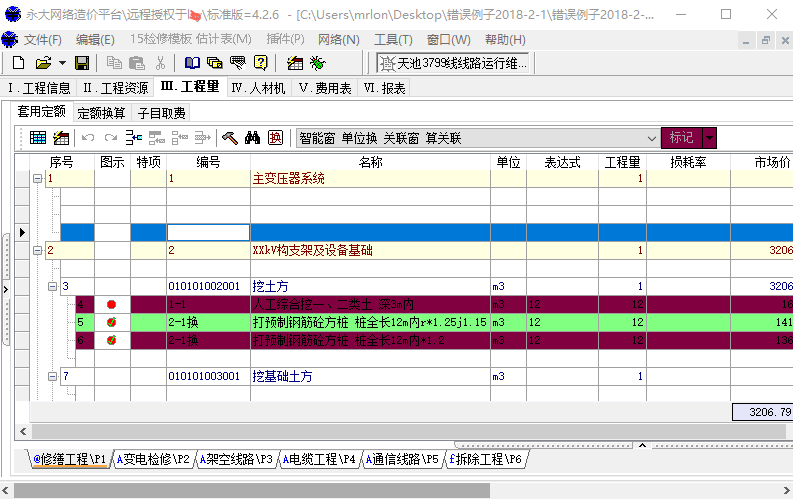 永大网络造价平台\远程授权于 \标准版=4.2.6 - [C:\Users\mrlon\Desktop\错误例子2018-2-1\错误例子2018-2-...
文件(F) 编辑(E) 15检修模板 估计表(M) 插件(P) 网络(N) 工具(T) 窗口(W) 帮助(H)
天池3799线线路运行维...
Ⅰ.工程信息 Ⅱ.工程资源 Ⅲ.工程量 Ⅳ.人材机 Ⅴ.费用表 Ⅵ.报表
套用定额 定额换算 子目取费
换 智能窗 单位换 关联窗 算关联 标记
序号 图示 特项 编号 名称 单位 表达式 工程量 损耗率 市场价
1 1 主变压器系统 1
2 2 XXkV构支架及设备基础 1 3206
3 010101002001 挖土方 m3 1 3206
4 1-1 人工综合挖一、二类土 深3m内 m3 12 12 16
5 2-1换 打预制钢筋砼方桩 桩全长12m内r*1.25j1.15 m3 12 12 141
6 2-1换 打预制钢筋砼方桩 桩全长12m内*1.2 m3 12 12 136
7 010101003001 挖基础土方 m3 1
3206.79
@修缮工程\P1 A变电检修\P2 A架空线路\P3 A电缆工程\P4 A通信线路\P5 f拆除工程\P6